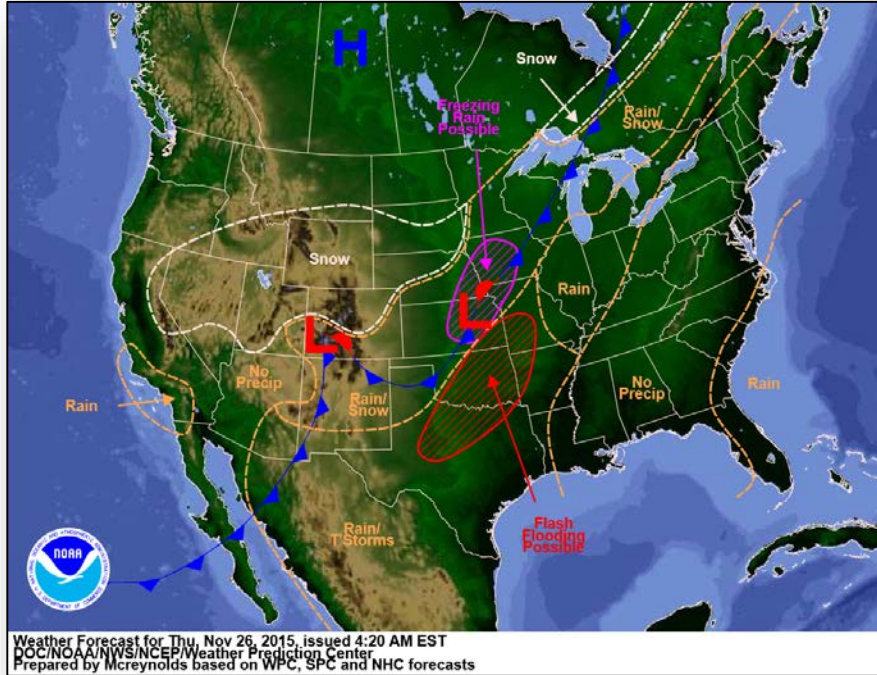 H
Snow
Freezing
Rain
Possible
Rain/
Snow
Snow
L
L
Rain
No
Precip
Rain
Rain/
Snow
No
Precip
Rain
Rain/
T'Storms
Flash
Flooding
Possible
NOAA
Weather Forecast for Thu, Nov 26, 2015, issued 4:20 AM EST
DOC/NOAA/NWS/NCEP/Weather Prediction Center
Prepared by Mcreynolds based on WPC, SPC and NHC forecasts